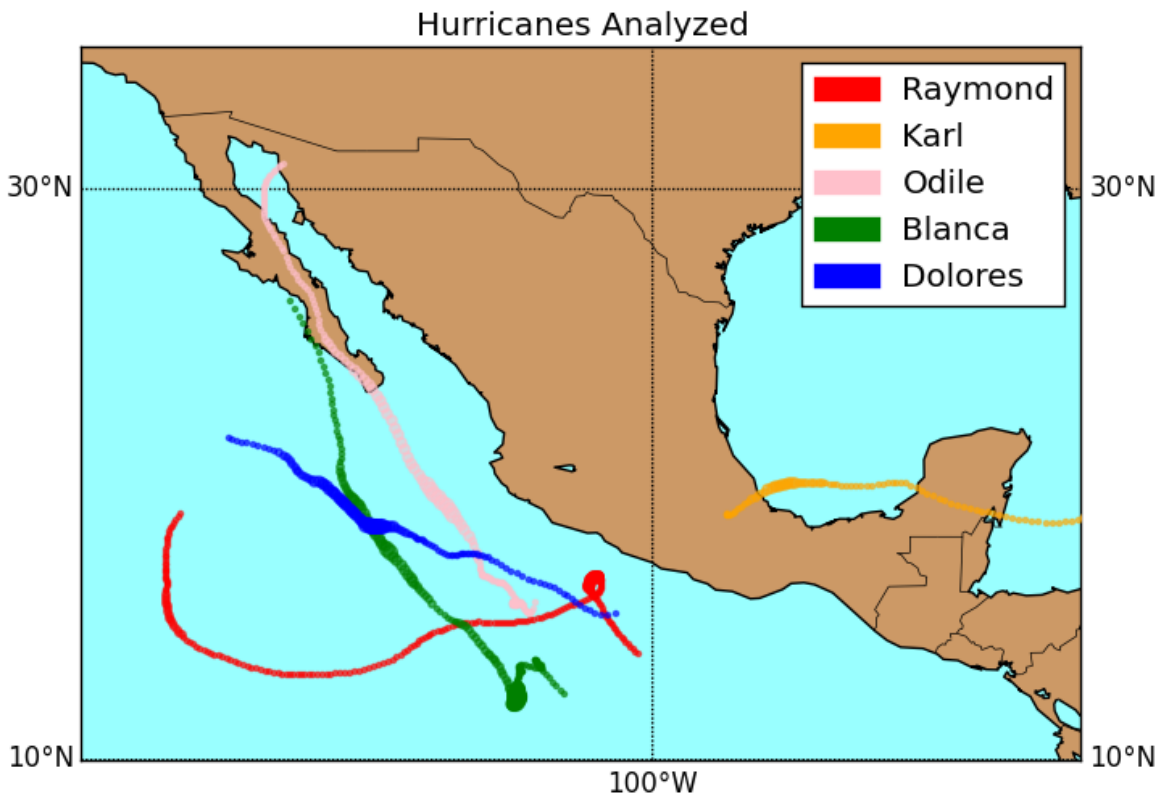 Hurricanes Analyzed
Raymond
Karl
Odile
Blanca
Dolores
30°N
30°N
10°N
10°N
100°W